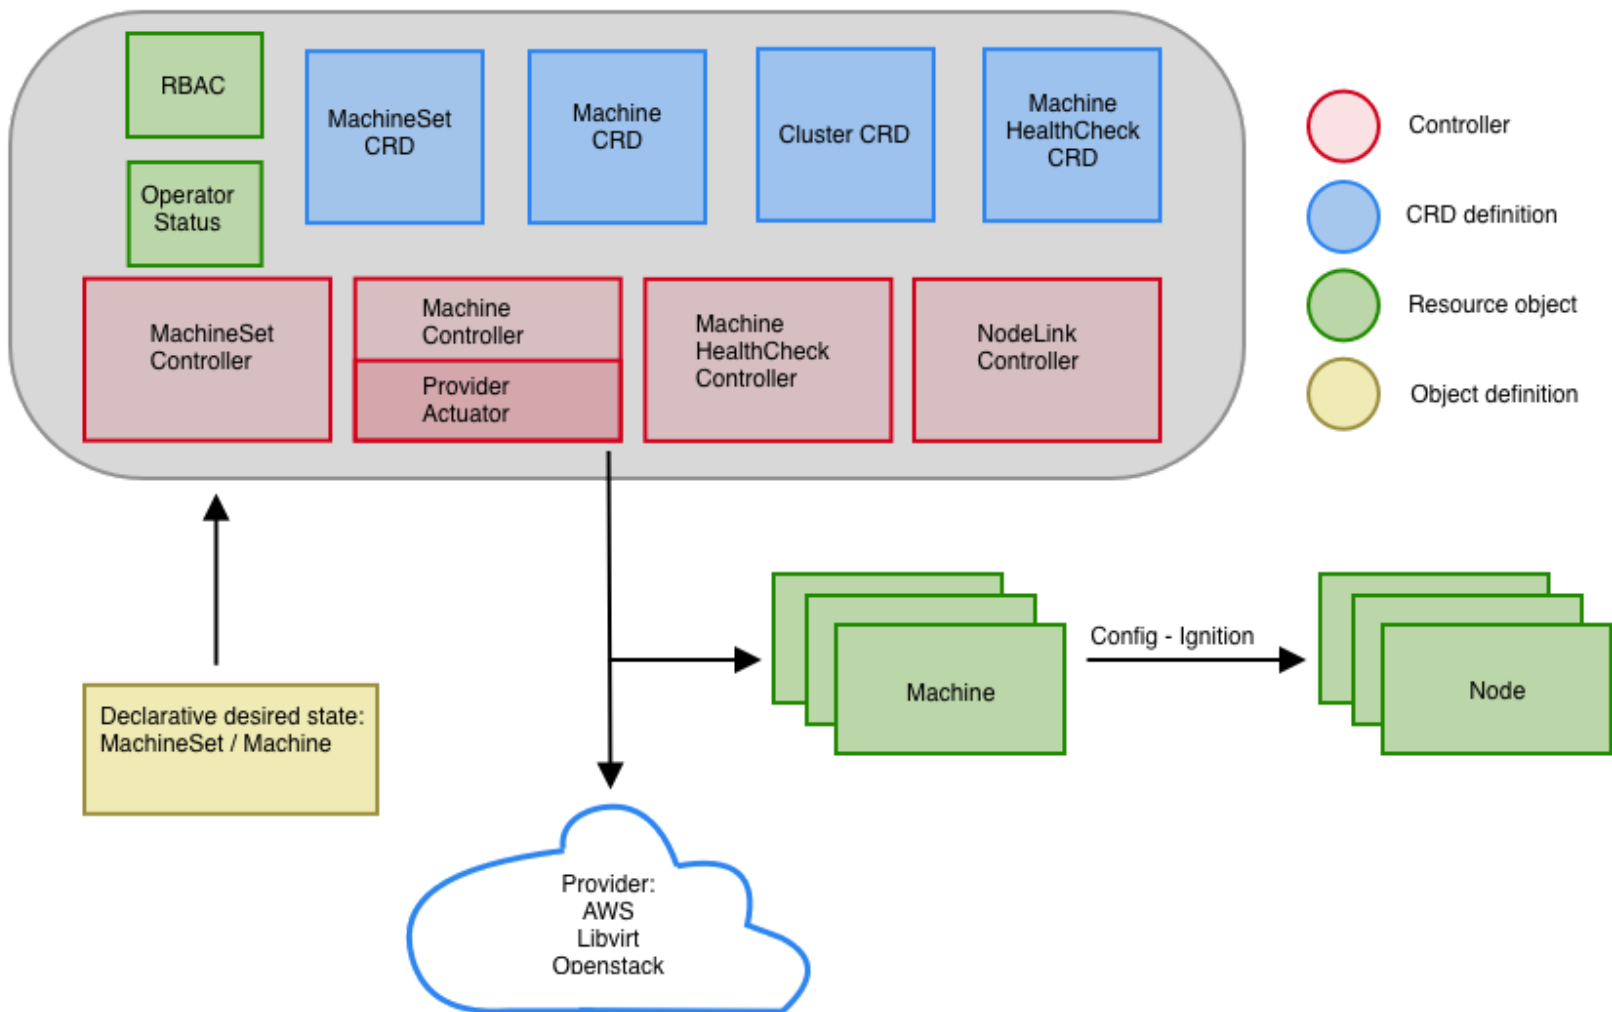 RBAC
Operator
Status
MachineSet
CRD
Machine
CRD
Cluster CRD
Machine
HealthCheck
CRD
MachineSet
Controller
Machine
Controller
Provider
Actuator
Machine
HealthCheck
Controller
NodeLink
Controller
Controller
CRD definition
Resource object
Object definition
Declarative desired state:
MachineSet / Machine
Machine
Config - Ignition
Node
Provider:
AWS
Libvirt
Openstack